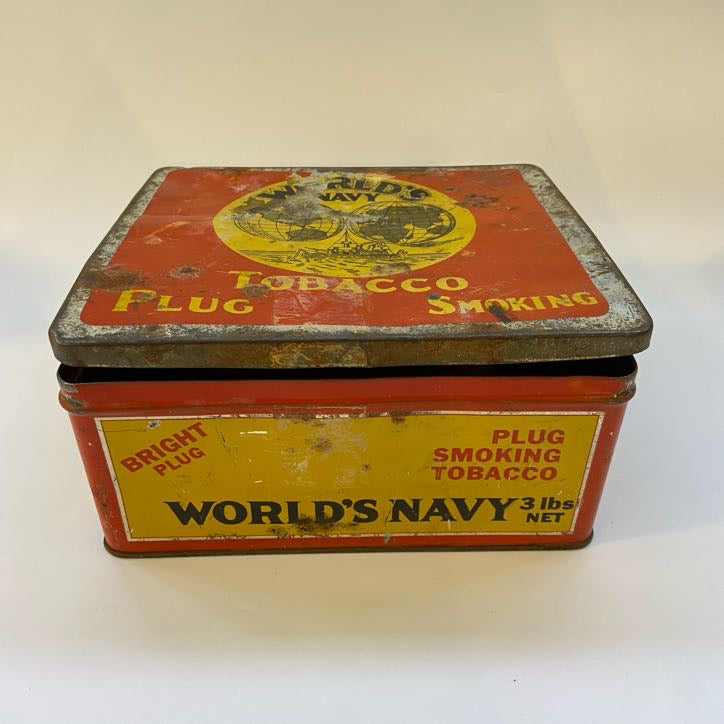 WORLD'S
NAVY
TOBACCO
PLUG SMOKING
BRIGHT
PLUG
PLUG
SMOKING
TOBACCO
WORLD'S NAVY 3 lbs
NET